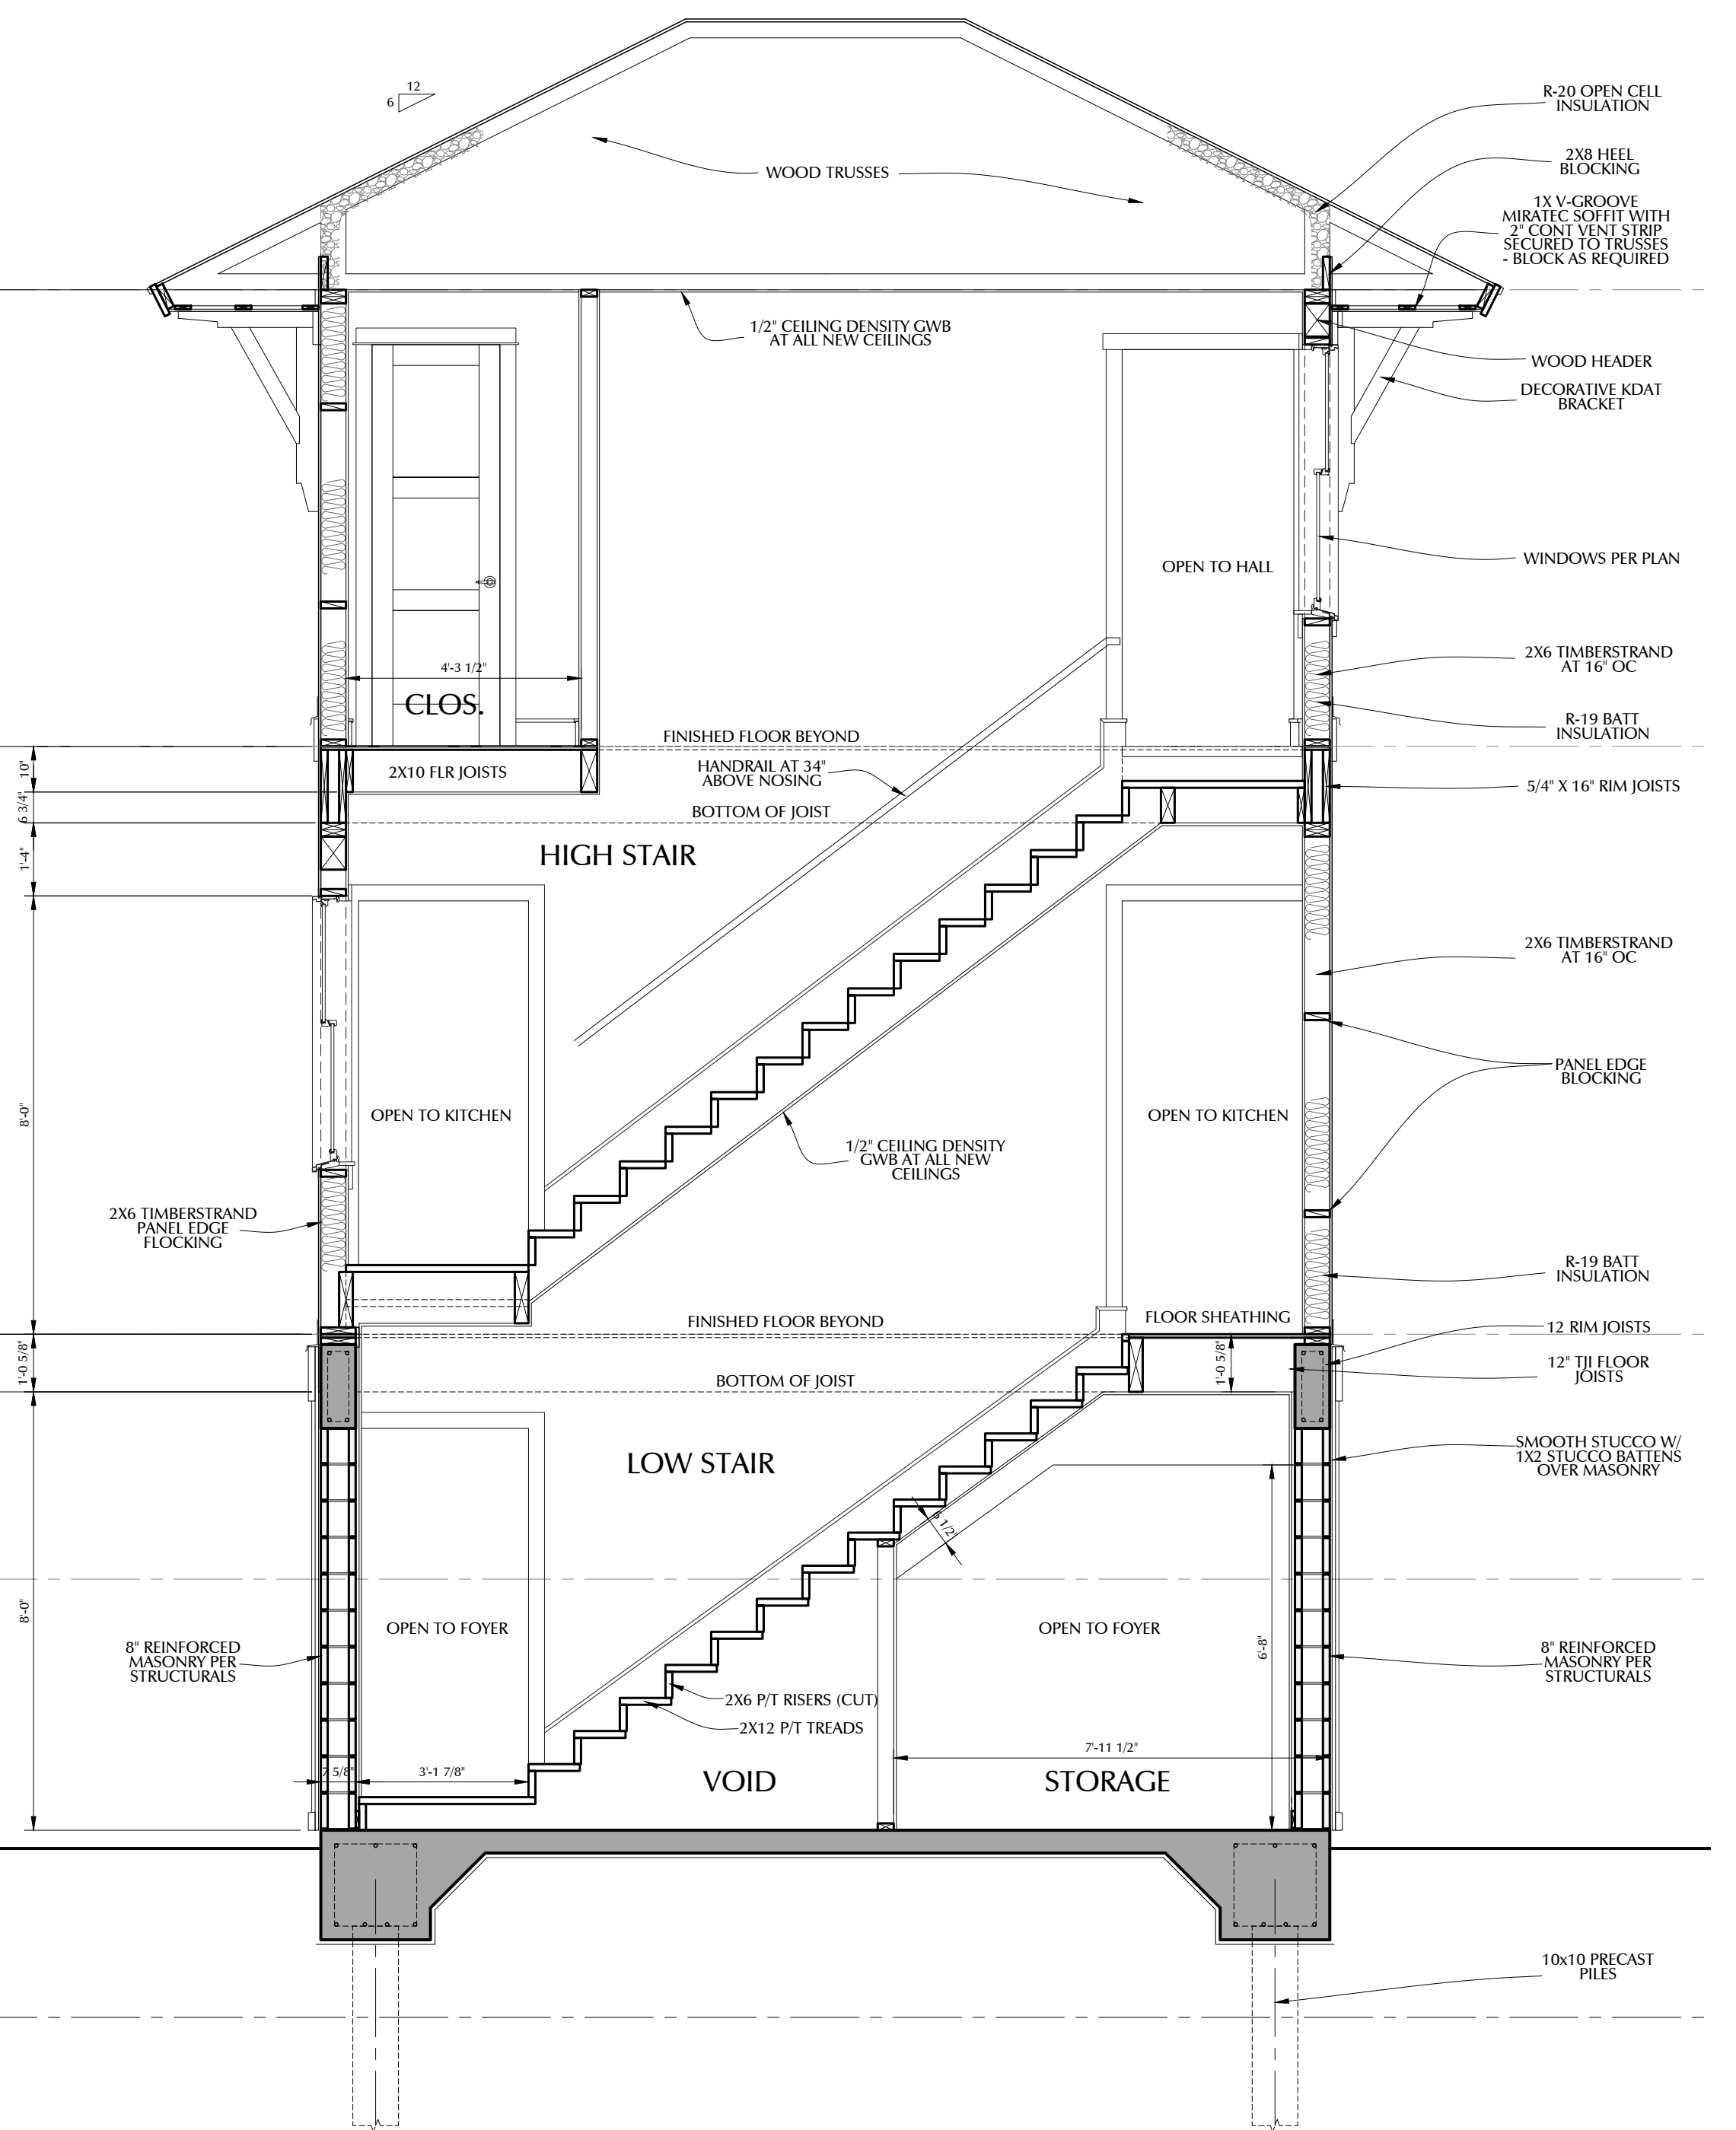 12
6
R-20 OPEN CELL
INSULATION
2X8 HEEL
BLOCKING
WOOD TRUSSES
1X V-GROOVE
MIRATEC SOFFIT WITH
2" CONT VENT STRIP
SECURED TO TRUSSES
- BLOCK AS REQUIRED
1/2" CEILING DENSITY GWB
AT ALL NEW CEILINGS
WOOD HEADER
DECORATIVE KDAT
BRACKET
WINDOWS PER PLAN
OPEN TO HALL
2X6 TIMBERSTRAND
AT 16" OC
4'-3 1/2"
CLOS.
R-19 BATT
INSULATION
FINISHED FLOOR BEYOND
10"
2X10 FLR JOISTS
HANDRAIL AT 34"
ABOVE NOSING
5/4" X 16" RIM JOISTS
6 3/4"
BOTTOM OF JOIST
1'-4"
HIGH STAIR
2X6 TIMBERSTRAND
AT 16" OC
PANEL EDGE
BLOCKING
8'-0"
OPEN TO KITCHEN
OPEN TO KITCHEN
1/2" CEILING DENSITY
GWB AT ALL NEW
CEILINGS
2X6 TIMBERSTRAND
PANEL EDGE
FLOCKING
R-19 BATT
INSULATION
FINISHED FLOOR BEYOND
FLOOR SHEATHING
12 RIM JOISTS
1'-0 5/8"
1'-0 5/8"
12" TJI FLOOR
JOISTS
BOTTOM OF JOIST
LOW STAIR
SMOOTH STUCCO W/
1X2 STUCCO BATTENS
OVER MASONRY
6 1/2"
8'-0"
OPEN TO FOYER
OPEN TO FOYER
6'-8"
8" REINFORCED
MASONRY PER
STRUCTURALS
8" REINFORCED
MASONRY PER
STRUCTURALS
2X6 P/T RISERS (CUT)
2X12 P/T TREADS
7'-11 1/2"
7 5/8"
3'-1 7/8"
VOID
STORAGE
10x10 PRECAST
PILES